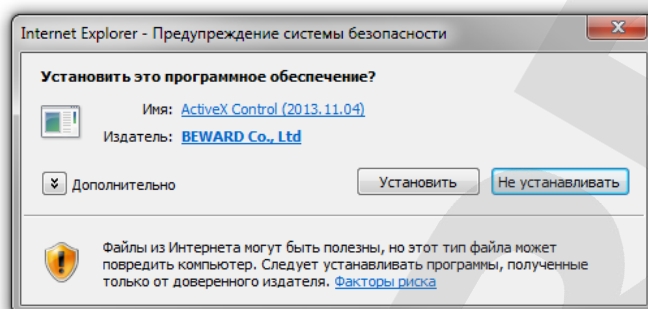 Internet Explorer - Предупреждение системы безопасности
Установить это программное обеспечение?
Имя: ActiveX Control (2013.11.04)
Издатель: BEWARD Co., Ltd
Дополнительно
Установить
Не устанавливать
Файлы из Интернета могут быть полезны, но этот тип файла может
повредить компьютер. Следует устанавливать программы, полученные
только от доверенного издателя. Факторы риска